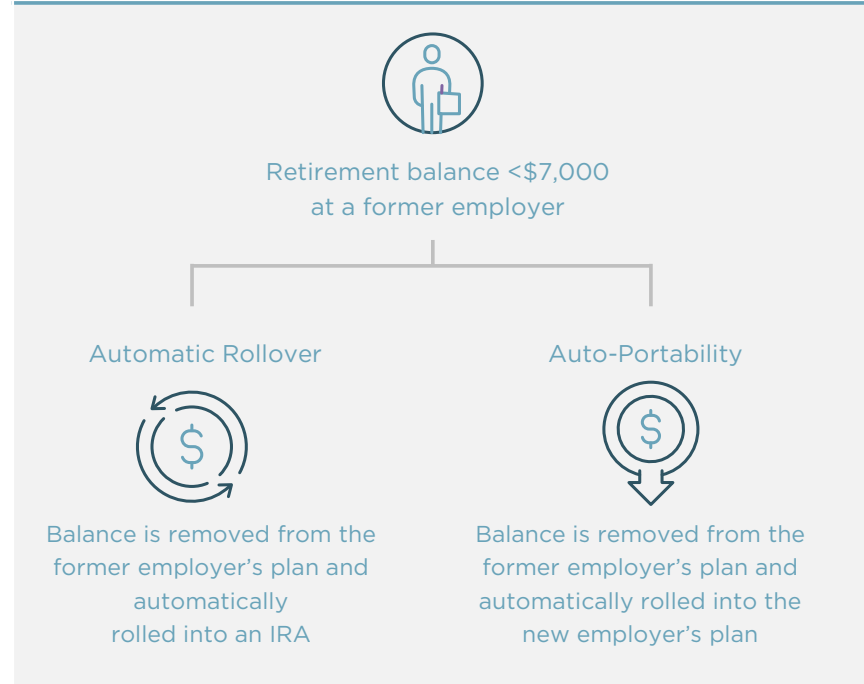 Retirement balance <$7,000
at a former employer
Automatic Rollover
$
Balance is removed from the
former employer’s plan and
automatically
rolled into an IRA
Auto-Portability
$
Balance is removed from the
former employer’s plan and
automatically rolled into the
new employer’s plan